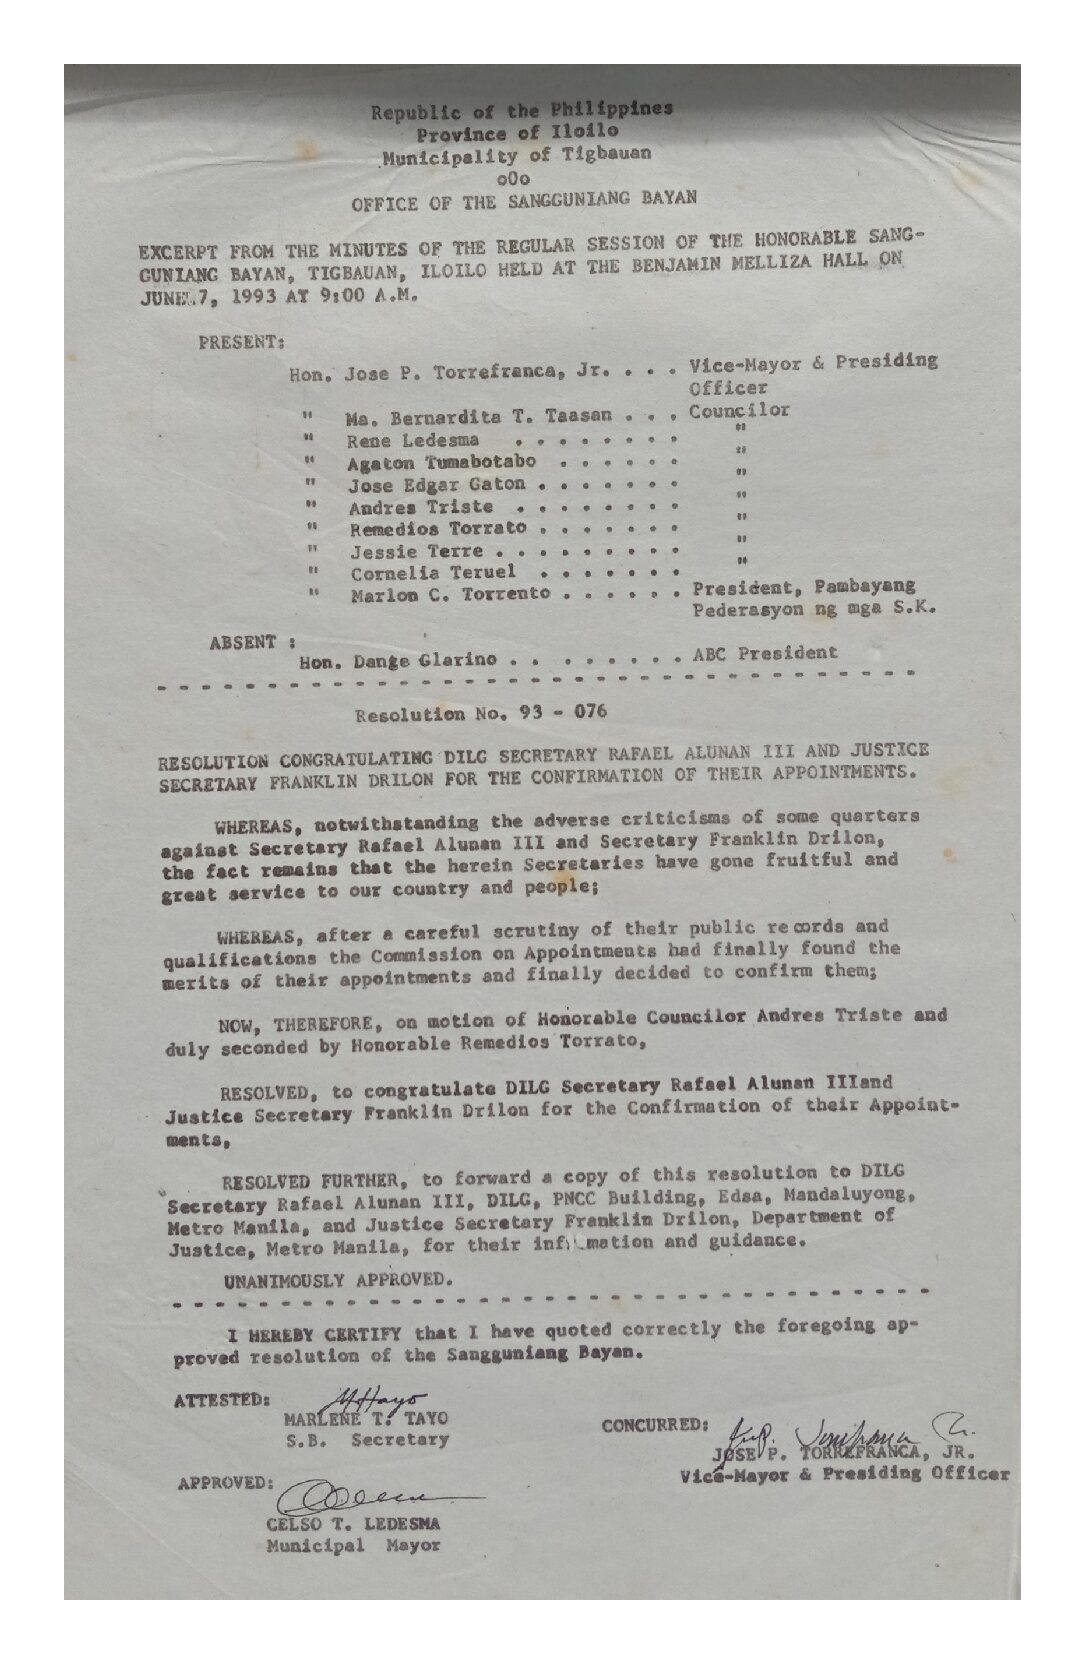 Republic of the Philippines
Province of Iloilo
Municipality of Tigbauan
oOo
OFFICE OF THE SANGGUNIANG BAYAN
EXCERPT FROM THE MINUTES OF THE REGULAR SESSION OF THE HONORABLE SANG-
GUNIANG BAYAN, TIGBAUAN, ILOILO HELD AT THE BENJAMIN MELLIZA HALL ON
JUNE 7, 1993 AT 9:00 A.M.
PRESENT:
Hon. Jose P. Torrefranca, Jr. . . . Vice-Mayor & Presiding
Officer
" Ma. Bernardita T. Taasan . . . Councilor
" Rene Ledesma . . . . . . . . "
" Agaton Tumabotabo . . . . . . "
" Jose Edgar Gaton . . . . . . . "
" Andres Triste . . . . . . . . "
" Remedios Torrato . . . . . . . "
" Jessie Terre . . . . . . . . . "
" Cornelia Teruel . . . . . . . "
" Marlon C. Torrento . . . . . . President, Pambayang
Pederasyon ng mga S.K.
ABSENT :
Hon. Dange Glarino . . . . . . . . . ABC President
- - - - - - - - - - - - - - - - - - - - - - - - - - - - - - - - - - -
Resolution No. 93 - 076
RESOLUTION CONGRATULATING DILG SECRETARY RAFAEL ALUNAN III AND JUSTICE
SECRETARY FRANKLIN DRILON FOR THE CONFIRMATION OF THEIR APPOINTMENTS.
WHEREAS, notwithstanding the adverse criticisms of some quarters
against Secretary Rafael Alunan III and Secretary Franklin Drilon,
the fact remains that the herein Secretaries have gone fruitful and
great service to our country and people;
WHEREAS, after a careful scrutiny of their public records and
qualifications the Commission on Appointments had finally found the
merits of their appointments and finally decided to confirm them;
NOW, THEREFORE, on motion of Honorable Councilor Andres Triste and
duly seconded by Honorable Remedios Torrato,
RESOLVED, to congratulate DILG Secretary Rafael Alunan IIIand
Justice Secretary Franklin Drilon for the Confirmation of their Appoint-
ments,
RESOLVED FURTHER, to forward a copy of this resolution to DILG
Secretary Rafael Alunan III, DILG, PNCC Building, Edsa, Mandaluyong,
Metro Manila, and Justice Secretary Franklin Drilon, Department of
Justice, Metro Manila, for their information and guidance.
UNANIMOUSLY APPROVED.
- - - - - - - - - - - - - - - - - - - - - - - - - - - - - - - - - - -
I HEREBY CERTIFY that I have quoted correctly the foregoing ap-
proved resolution of the Sangguniang Bayan.
ATTESTED:
MARLENE T. TAYO
S.B. Secretary
CONCURRED:
JOSE P. TORREFRANCA, JR.
Vice-Mayor & Presiding Officer
APPROVED:
CELSO T. LEDESMA
Municipal Mayor